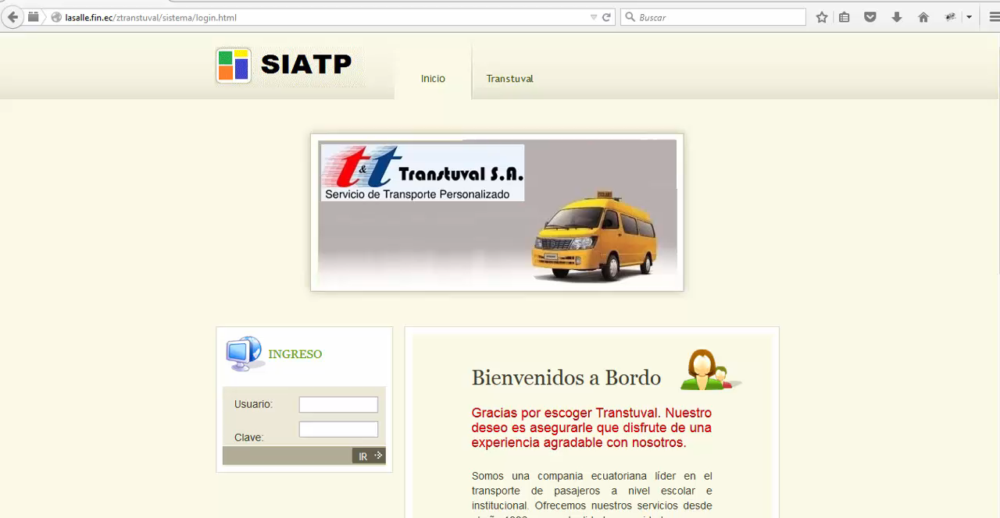 lasalle.fin.ec/ztranstuval/sistema/login.html
Buscar
SIATP
Inicio
Transtuval
t&t Transtuval S.A.
Servicio de Transporte Personalizado
INGRESO
Usuario:
Clave:
IR
Bienvenidos a Bordo
Gracias por escoger Transtuval. Nuestro
deseo es asegurarle que disfrute de una
experiencia agradable con nosotros.
Somos una compania ecuatoriana líder en el
transporte de pasajeros a nivel escolar e
institucional. Ofrecemos nuestros servicios desde